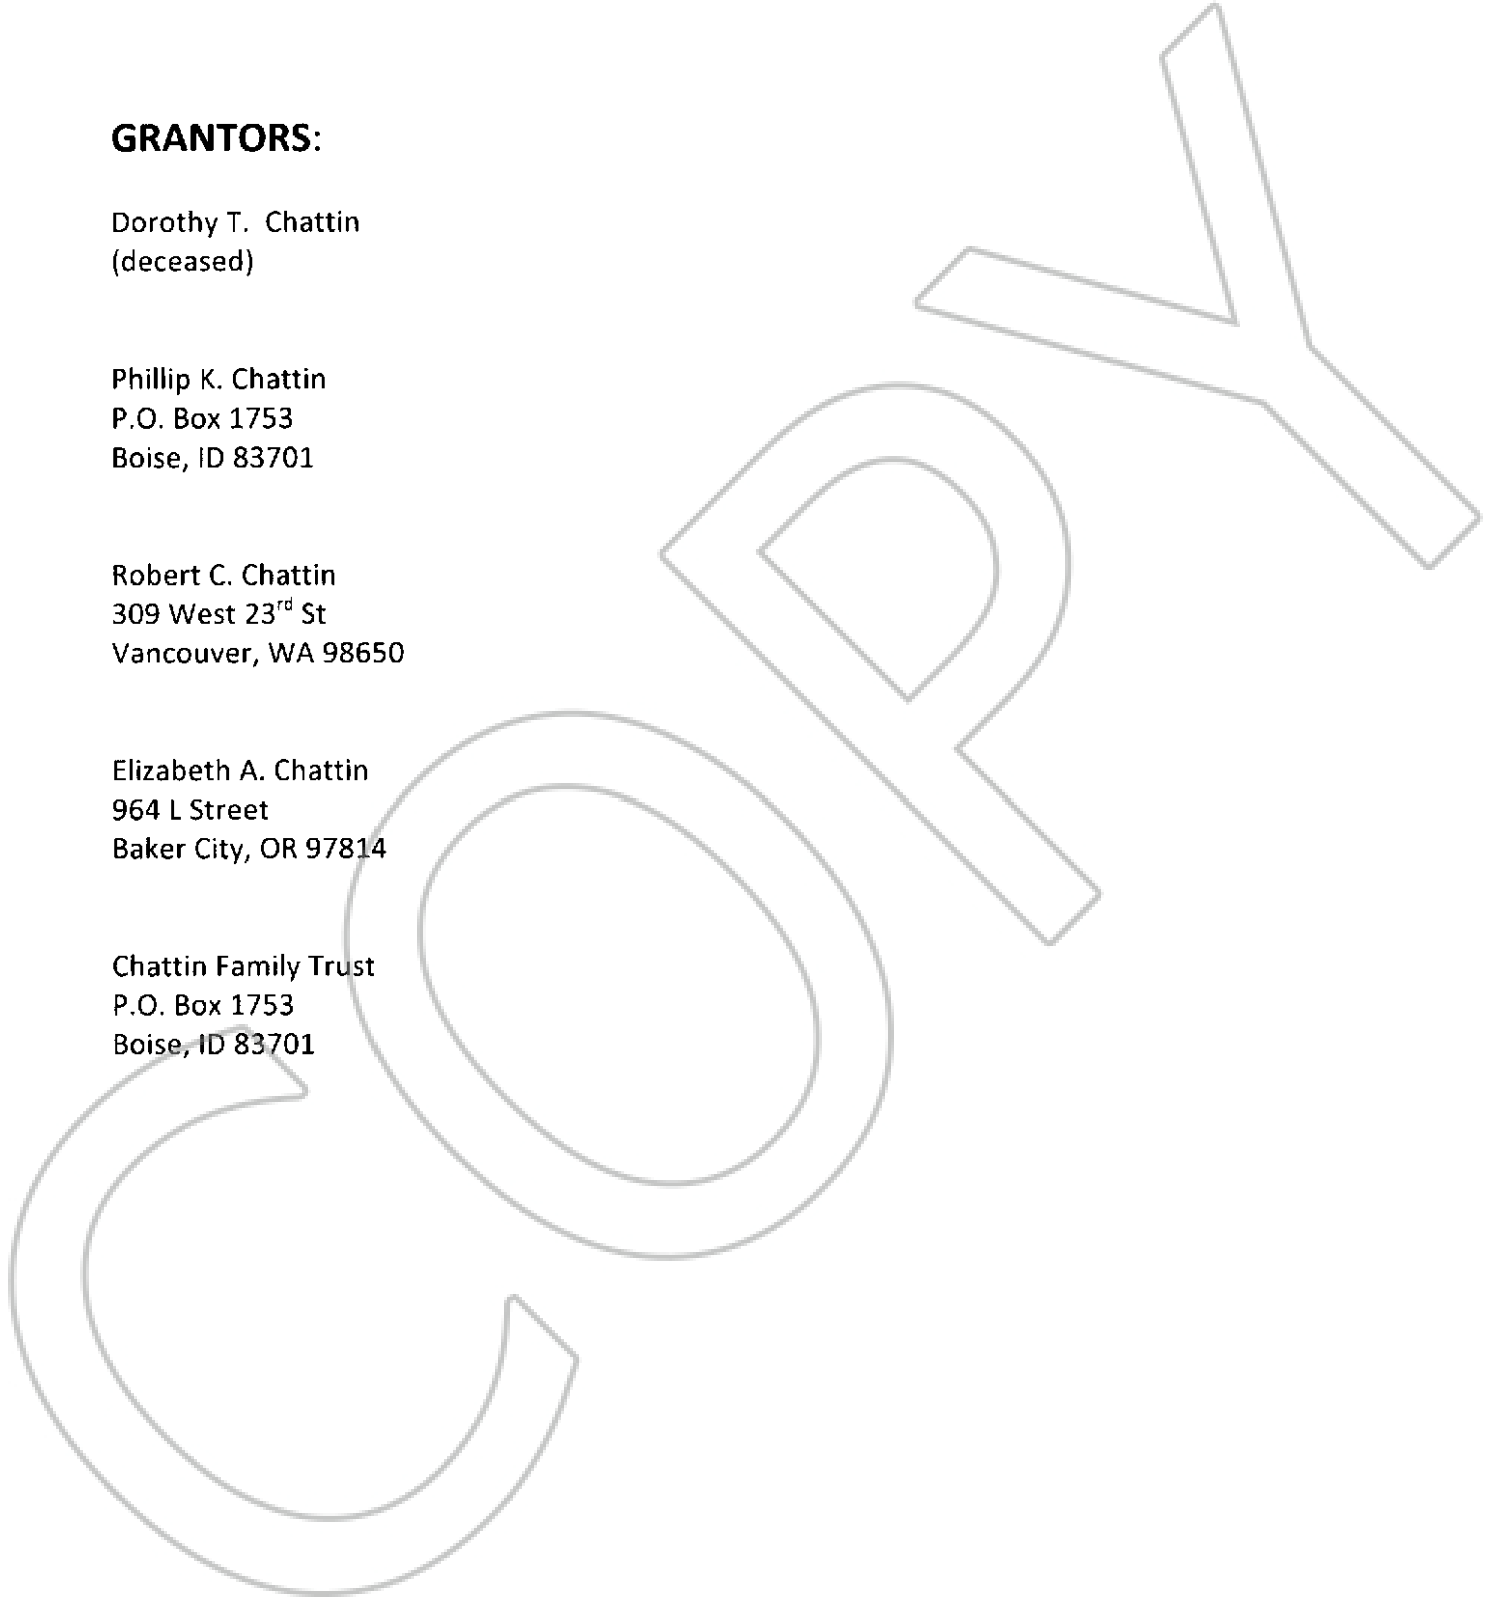 GRANTORS:
Dorothy T. Chattin
(deceased)
Phillip K. Chattin
P.O. Box 1753
Boise, ID 83701
Robert C. Chattin
309 West 23rd St
Vancouver, WA 98650
Elizabeth A. Chattin
964 L Street
Baker City, OR 97814
Chattin Family Trust
P.O. Box 1753
Boise, ID 83701
COPY